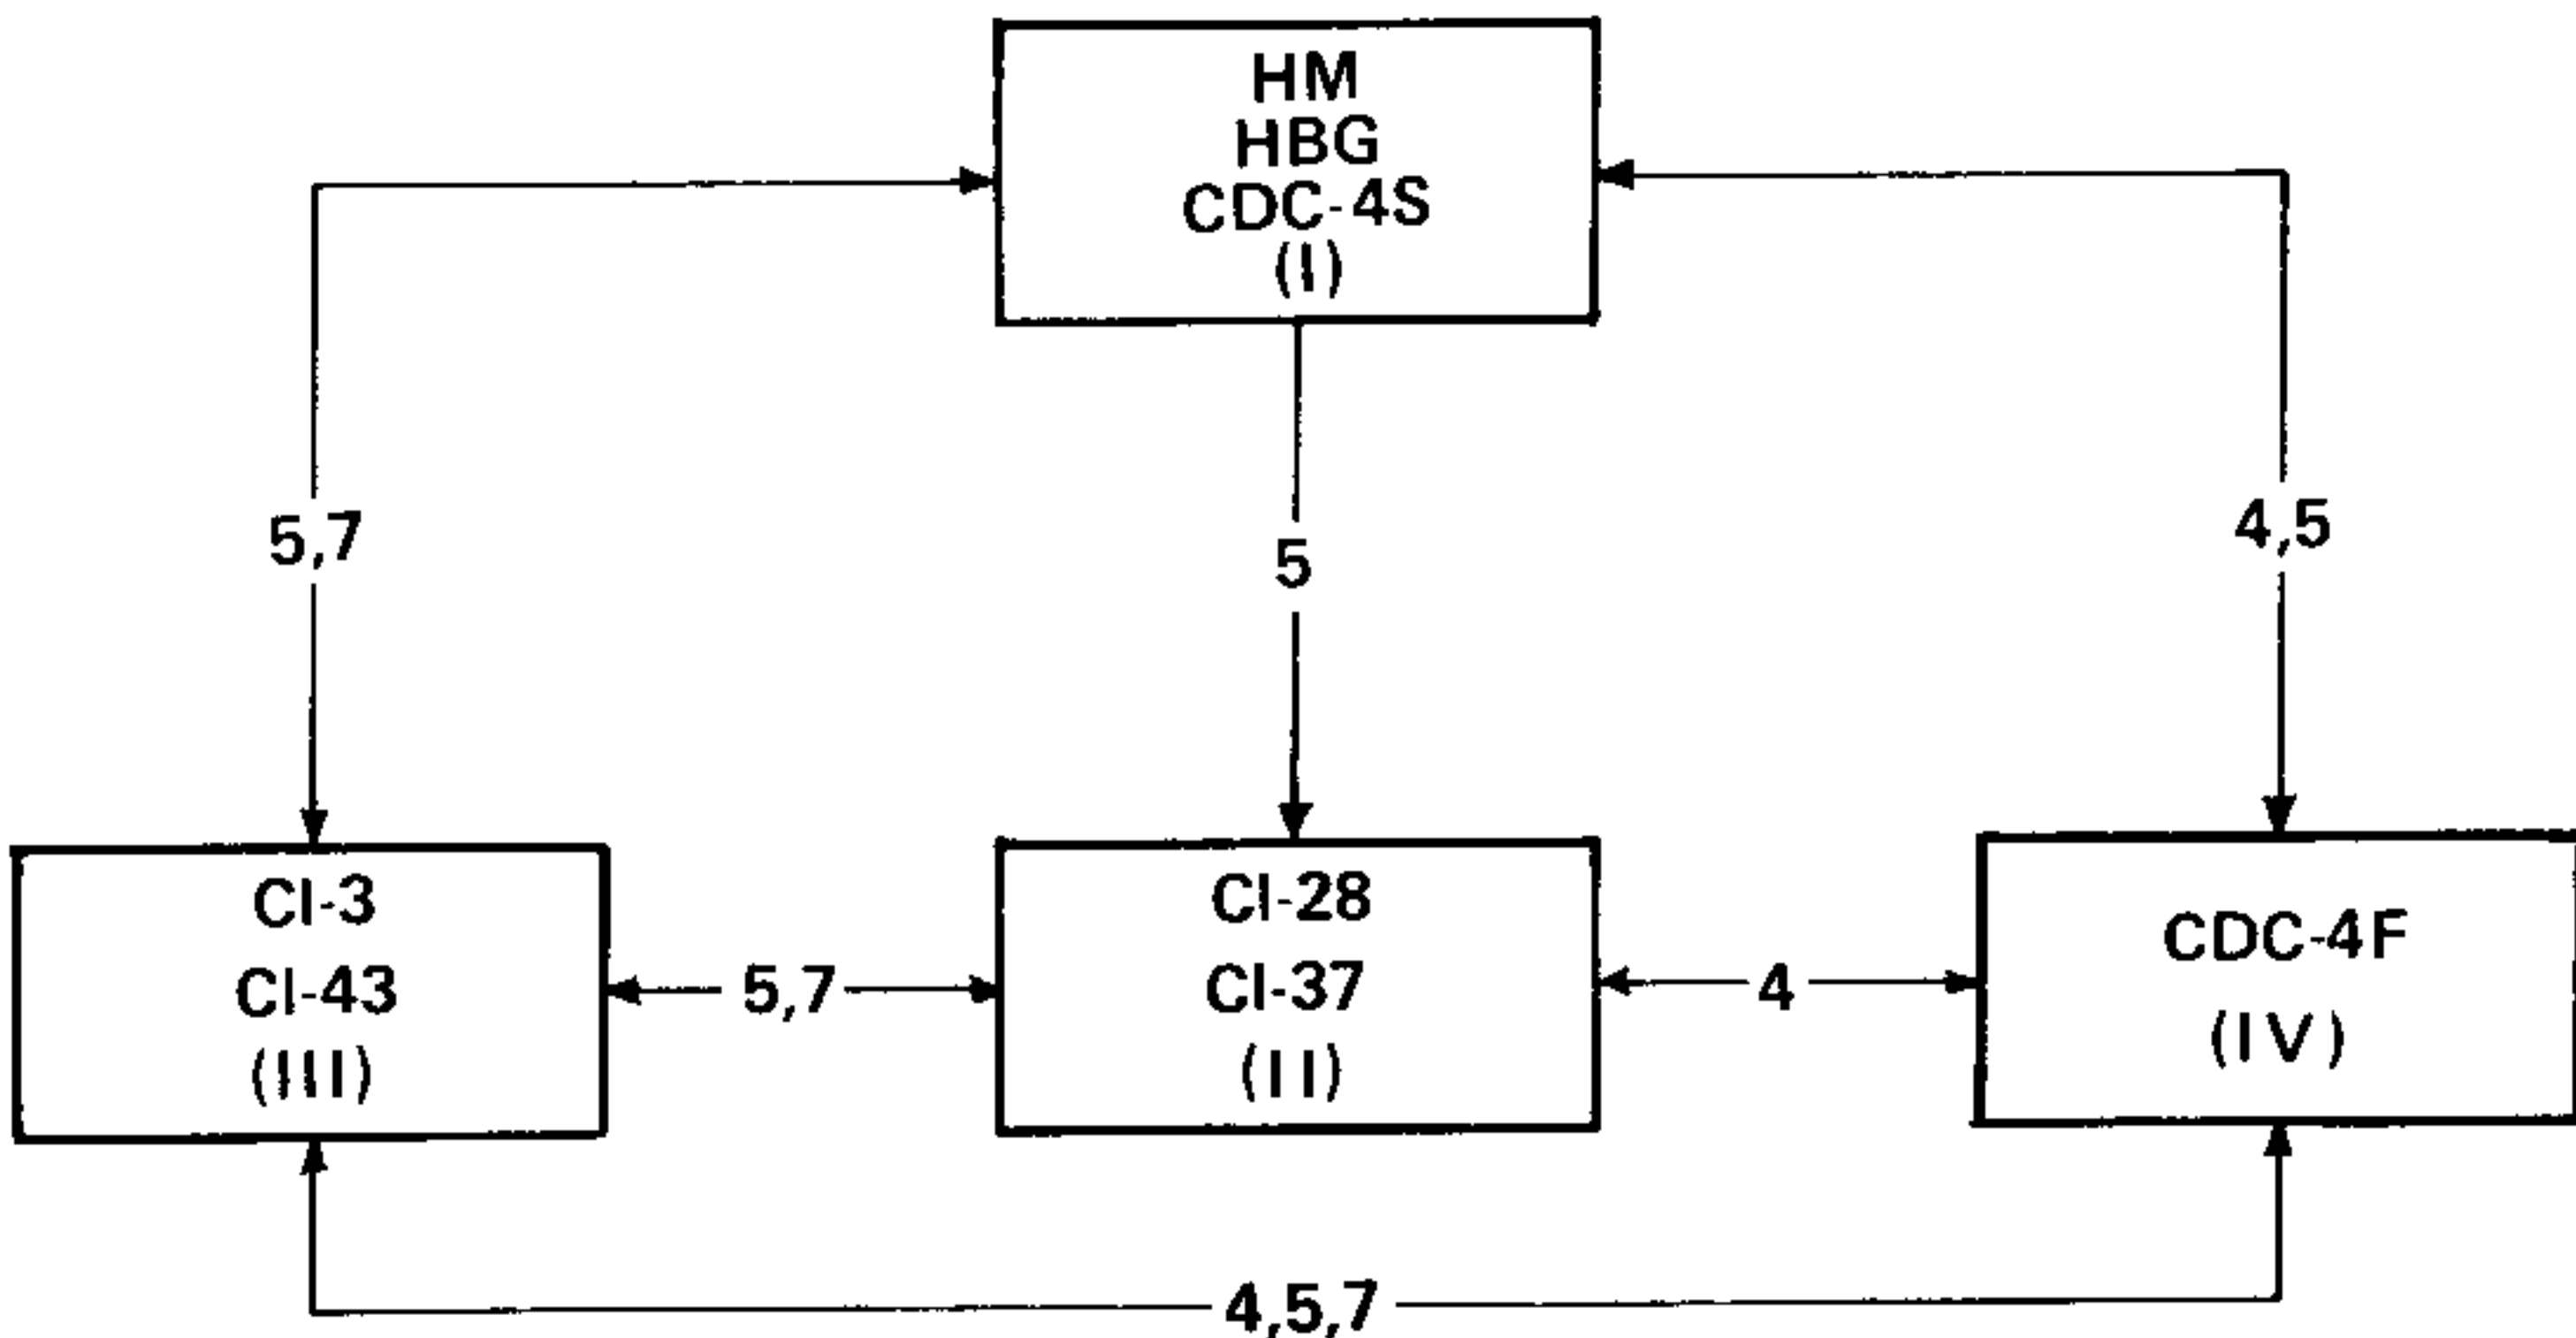 HM
HBG
CDC-4S
(I)
5,7
5
4,5
CI-3
CI-43
(III)
5,7
CI-28
CI-37
(II)
4
CDC-4F
(IV)
4,5,7